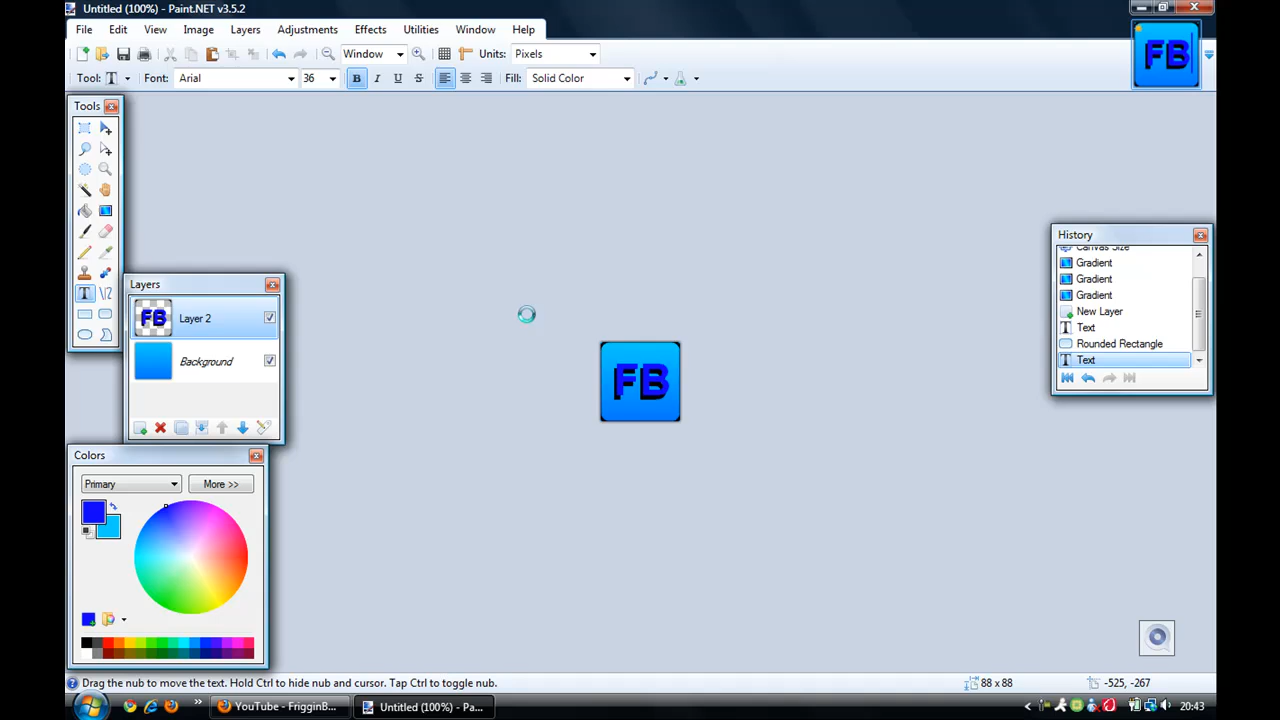 Untitled (100%) - Paint.NET v3.5.2
File Edit View Image Layers Adjustments Effects Utilities Window Help
Window Units: Pixels
Tool: T Font: Arial 36 B I U S Fill: Solid Color
FB
Tools
T
Layers
FB Layer 2
Background
FB
History
Canvas Size
Gradient
Gradient
Gradient
New Layer
T Text
Rounded Rectangle
T Text
Colors
Primary More >>
Drag the nub to move the text. Hold Ctrl to hide nub and cursor. Tap Ctrl to toggle nub. 88 x 88 -525, -267
YouTube - FrigginB... Untitled (100%) - Pa... 20:43